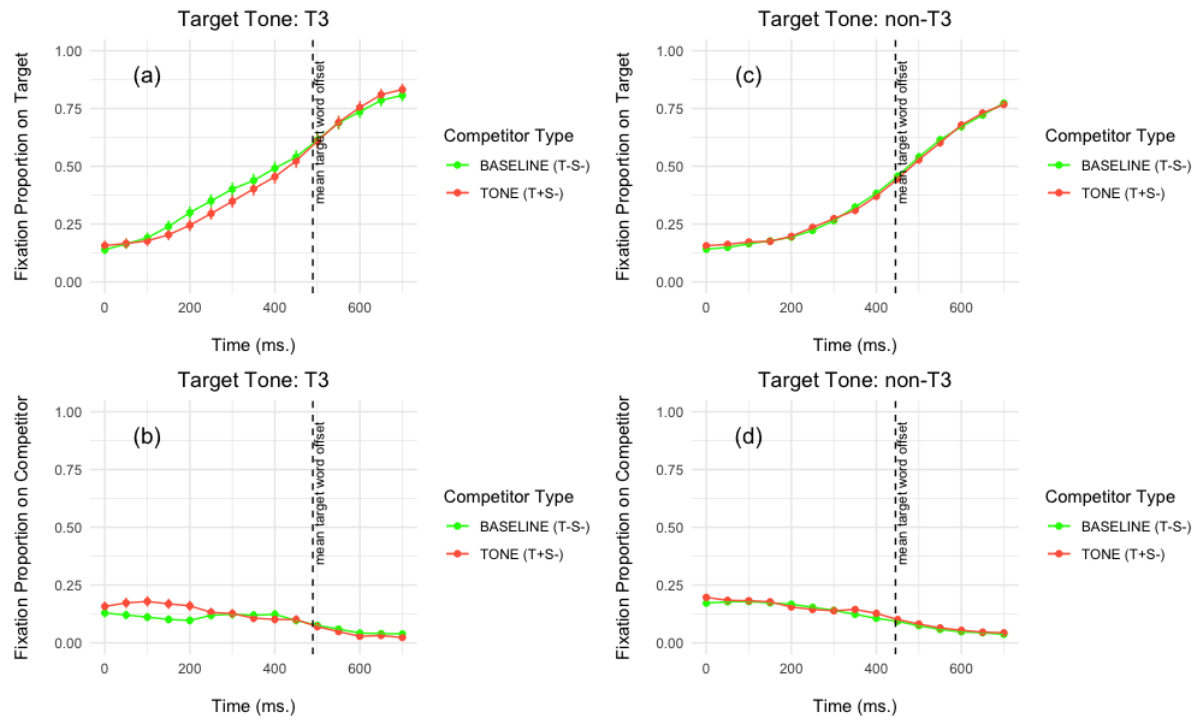 Target Tone: T3
Fixation Proportion on Target
1.00
0.75
0.50
0.25
0.00
(a)
mean target word offset
0
200
400
600
Time (ms.)
Competitor Type
BASELINE (T-S-)
TONE (T+S-)
Target Tone: non-T3
Fixation Proportion on Target
1.00
0.75
0.50
0.25
0.00
(c)
mean target word offset
0
200
400
600
Time (ms.)
Competitor Type
BASELINE (T-S-)
TONE (T+S-)
Target Tone: T3
Fixation Proportion on Competitor
1.00
0.75
0.50
0.25
0.00
(b)
mean target word offset
0
200
400
600
Time (ms.)
Competitor Type
BASELINE (T-S-)
TONE (T+S-)
Target Tone: non-T3
Fixation Proportion on Competitor
1.00
0.75
0.50
0.25
0.00
(d)
mean target word offset
0
200
400
600
Time (ms.)
Competitor Type
BASELINE (T-S-)
TONE (T+S-)